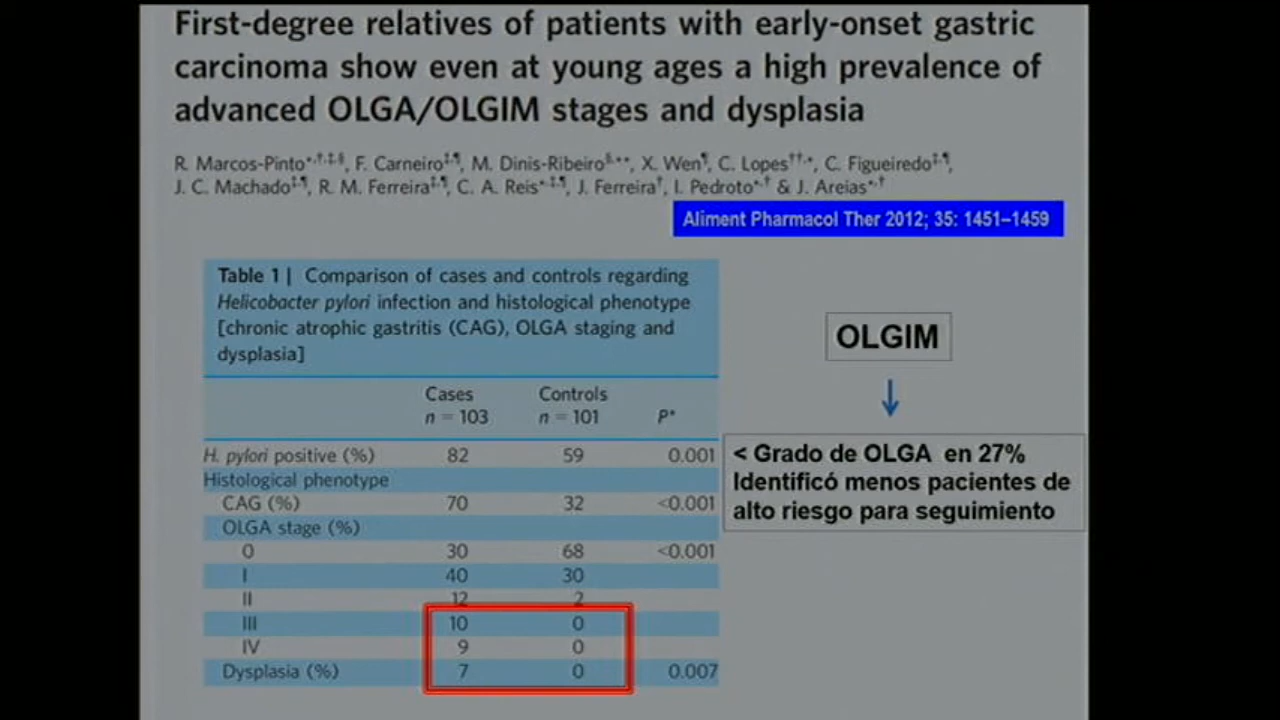 First-degree relatives of patients with early-onset gastric
carcinoma show even at young ages a high prevalence of
advanced OLGA/OLGIM stages and dysplasia
R. Marcos-Pinto*,†,‡,§, F. Carneiro‡,¶, M. Dinis-Ribeiro§,**, X. Wen¶, C. Lopes††,*, C. Figueiredo‡,¶,
J. C. Machado‡,¶, R. M. Ferreira‡,¶, C. A. Reis*,‡,¶, J. Ferreira†, I. Pedroto*,† & J. Areias*,†
Aliment Pharmacol Ther 2012; 35: 1451–1459
Table 1 | Comparison of cases and controls regarding
Helicobacter pylori infection and histological phenotype
[chronic atrophic gastritis (CAG), OLGA staging and
dysplasia]
Cases Controls
n = 103 n = 101 P*
H. pylori positive (%) 82 59 0.001
Histological phenotype
CAG (%) 70 32 <0.001
OLGA stage (%)
0 30 68 <0.001
I 40 30
II 12 2
III 10 0
IV 9 0
Dysplasia (%) 7 0 0.007
OLGIM
< Grado de OLGA en 27%
Identificó menos pacientes de
alto riesgo para seguimiento